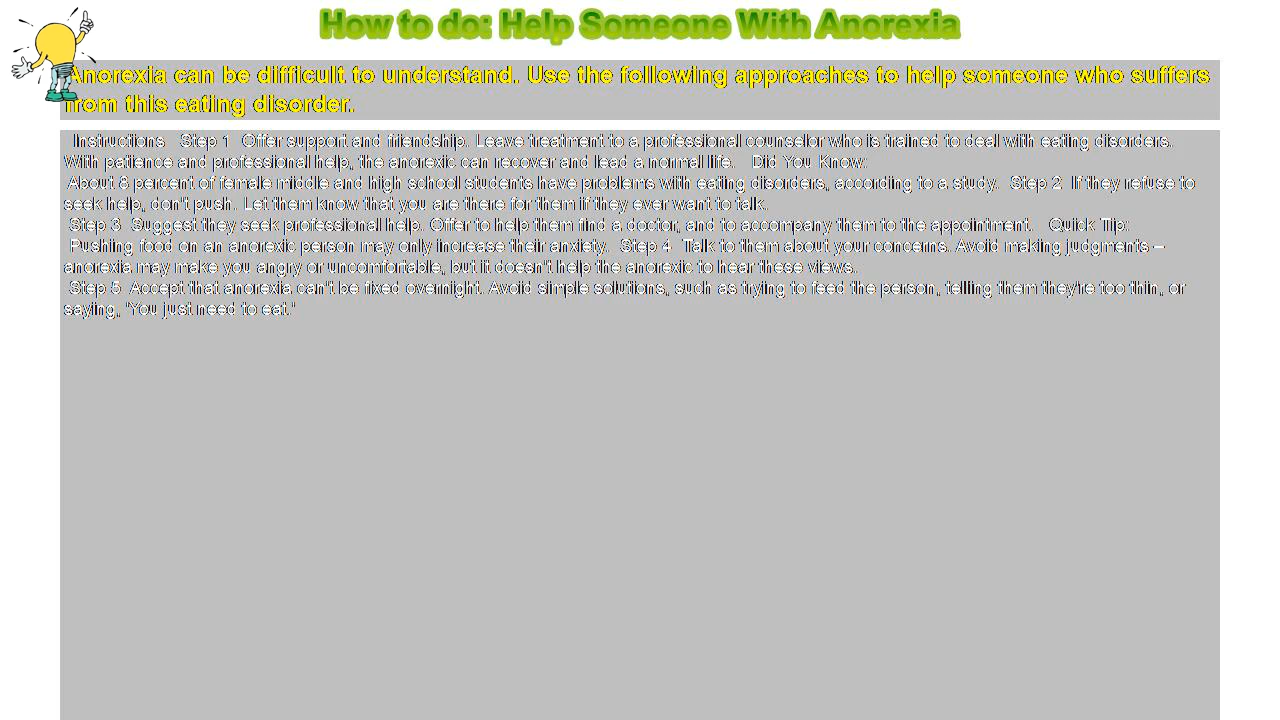 How to do: Help Someone With Anorexia
Anorexia can be difficult to understand. Use the following approaches to help someone who suffers
from this eating disorder.
Instructions Step 1 Offer support and friendship. Leave treatment to a professional counselor who is trained to deal with eating disorders.
With patience and professional help, the anorexic can recover and lead a normal life. Did You Know:
About 8 percent of female middle and high school students have problems with eating disorders, according to a study. Step 2 If they refuse to
seek help, don't push. Let them know that you are there for them if they ever want to talk.
Step 3 Suggest they seek professional help. Offer to help them find a doctor, and to accompany them to the appointment. Quick Tip:
Pushing food on an anorexic person may only increase their anxiety. Step 4 Talk to them about your concerns. Avoid making judgments –
anorexia may make you angry or uncomfortable, but it doesn't help the anorexic to hear these views.
Step 5 Accept that anorexia can't be fixed overnight. Avoid simple solutions, such as trying to feed the person, telling them they're too thin, or
saying, 'You just need to eat.'